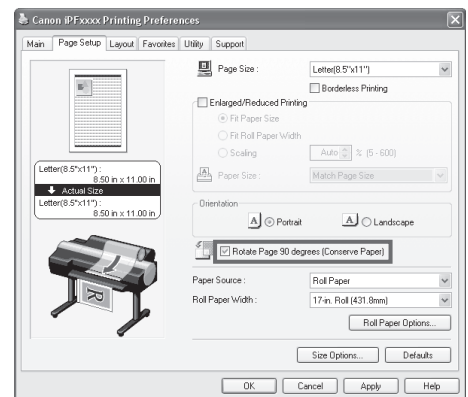 Canon iPFxxxx Printing Preferences
Main Page Setup Layout Favorites Utility Support
Page Size : Letter(8.5"x11")
Borderless Printing
Enlarged/Reduced Printing
Fit Paper Size
Fit Roll Paper Width
Scaling Auto % (5 - 600)
Paper Size : Match Page Size
Letter(8.5"x11") :
8.50 in x 11.00 in
Actual Size
Letter(8.5"x11") :
8.50 in x 11.00 in
Orientation
A Portrait A Landscape
Rotate Page 90 degrees (Conserve Paper)
R
Paper Source : Roll Paper
Roll Paper Width : 17-in. Roll (431.8mm)
Roll Paper Options...
Size Options... Defaults
OK Cancel Apply Help